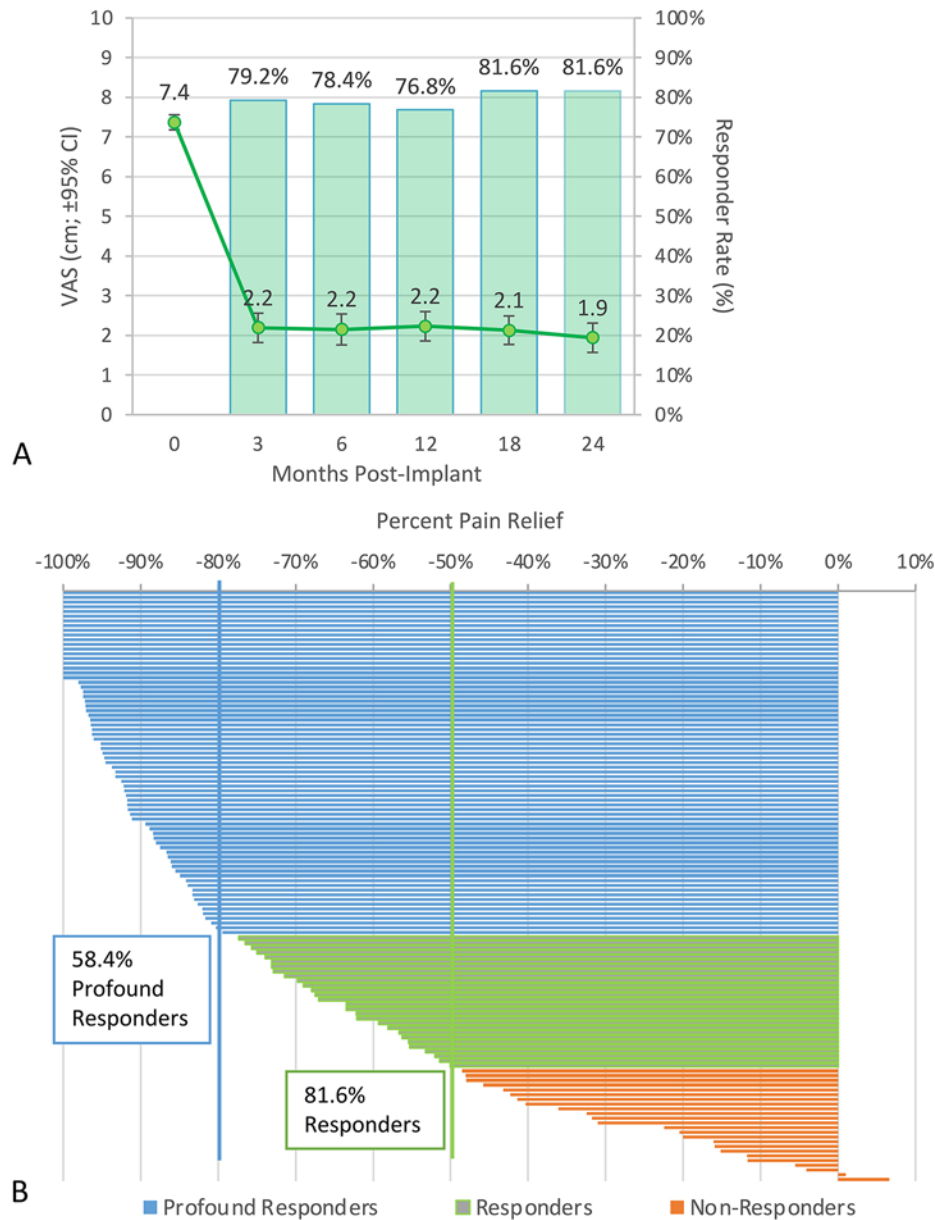 10
9
8
7
6
5
4
3
2
1
0
VAS (cm; ±95% CI)
100%
90%
80%
70%
60%
50%
40%
30%
20%
10%
0%
Responder Rate (%)
7.4
79.2%
78.4%
76.8%
81.6%
81.6%
2.2
2.2
2.2
2.1
1.9
0 3 6 12 18 24
Months Post-Implant
A
Percent Pain Relief
-100% -90% -80% -70% -60% -50% -40% -30% -20% -10% 0% 10%
58.4%
Profound
Responders
81.6%
Responders
B
Profound Responders Responders Non-Responders